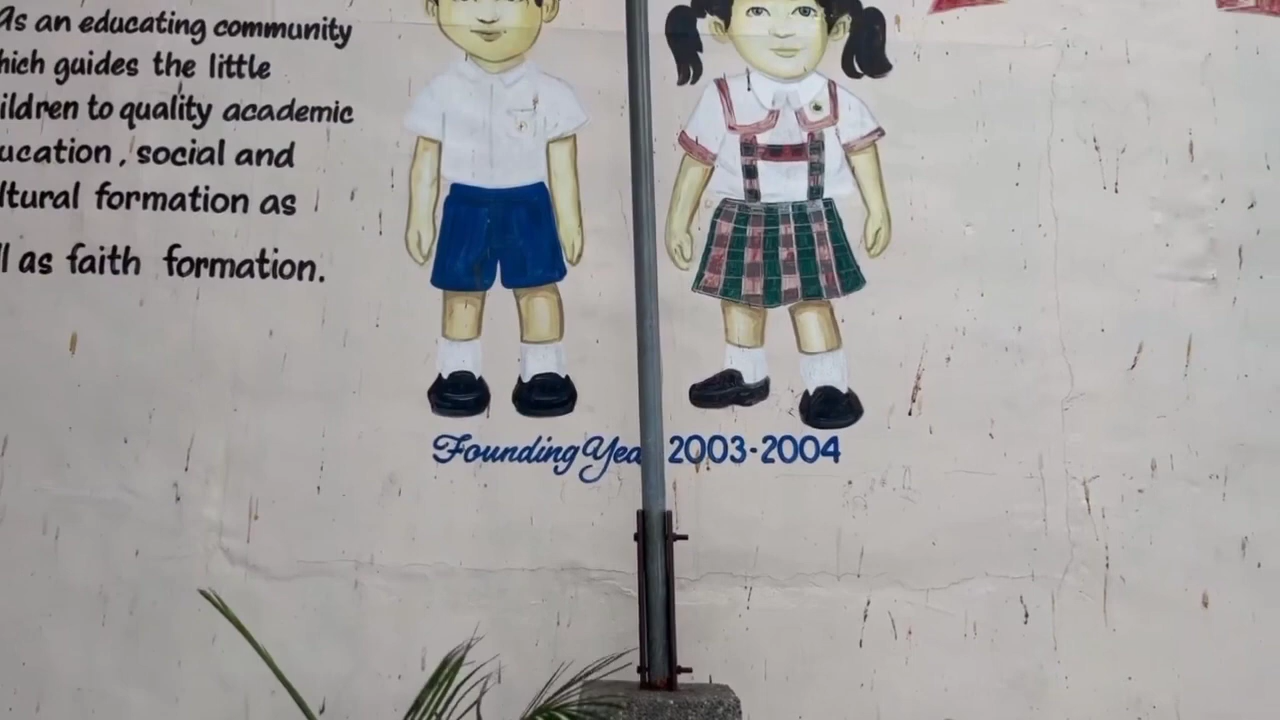 As an educating community
hich guides the little
ildren to quality academic
ucation, social and
ltural formation as
l as faith formation.
Founding Yea 2003-2004